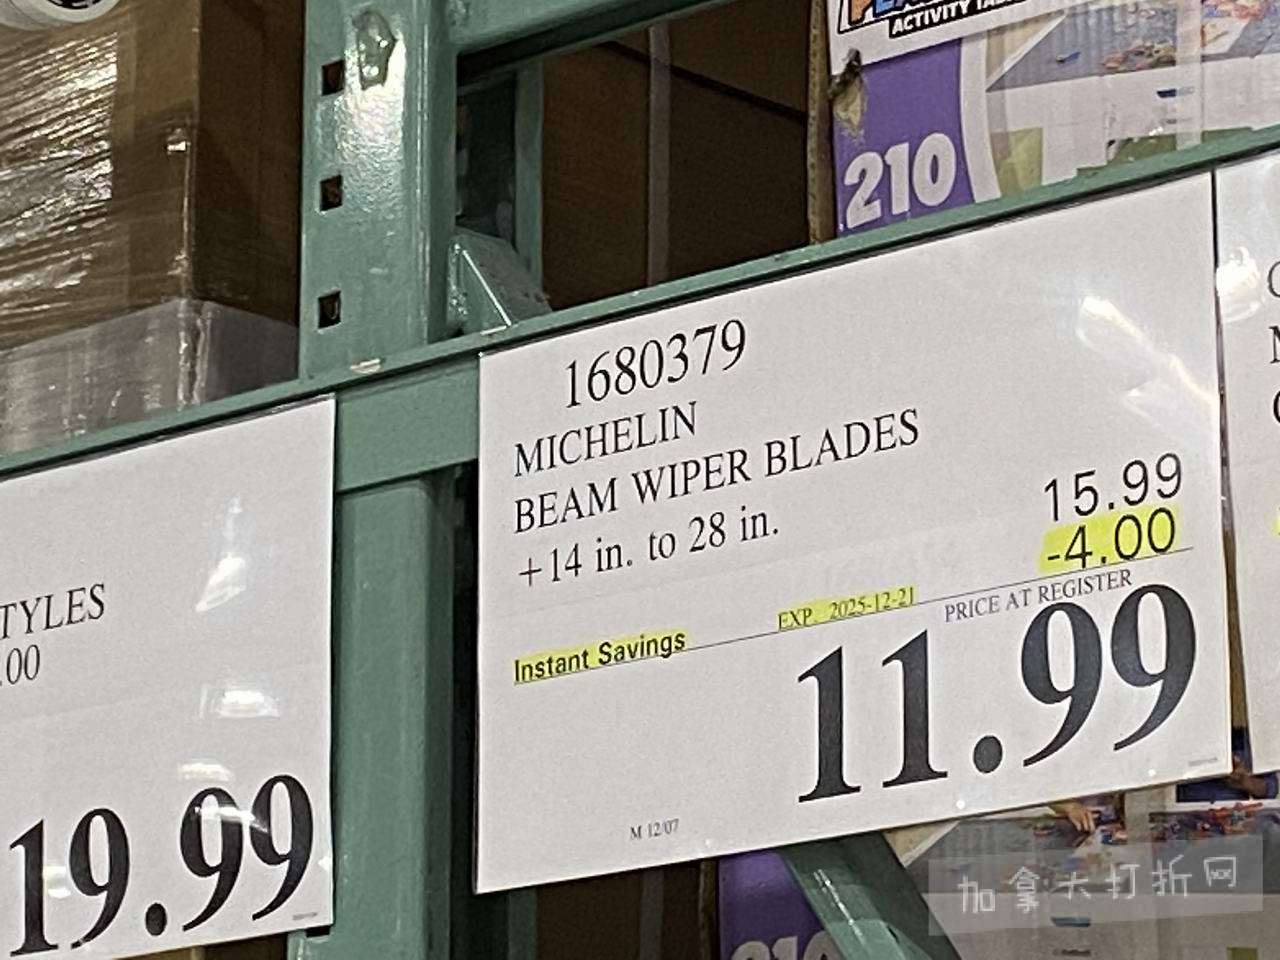 ACTIVITY
210
1680379
MICHELIN
BEAM WIPER BLADES
+14 in. to 28 in.
15.99
-4.00
EXP. 2025-12-21
PRICE AT REGISTER
Instant Savings
11.99
M 12/07
TYLES
.00
19.99
加拿大打折网